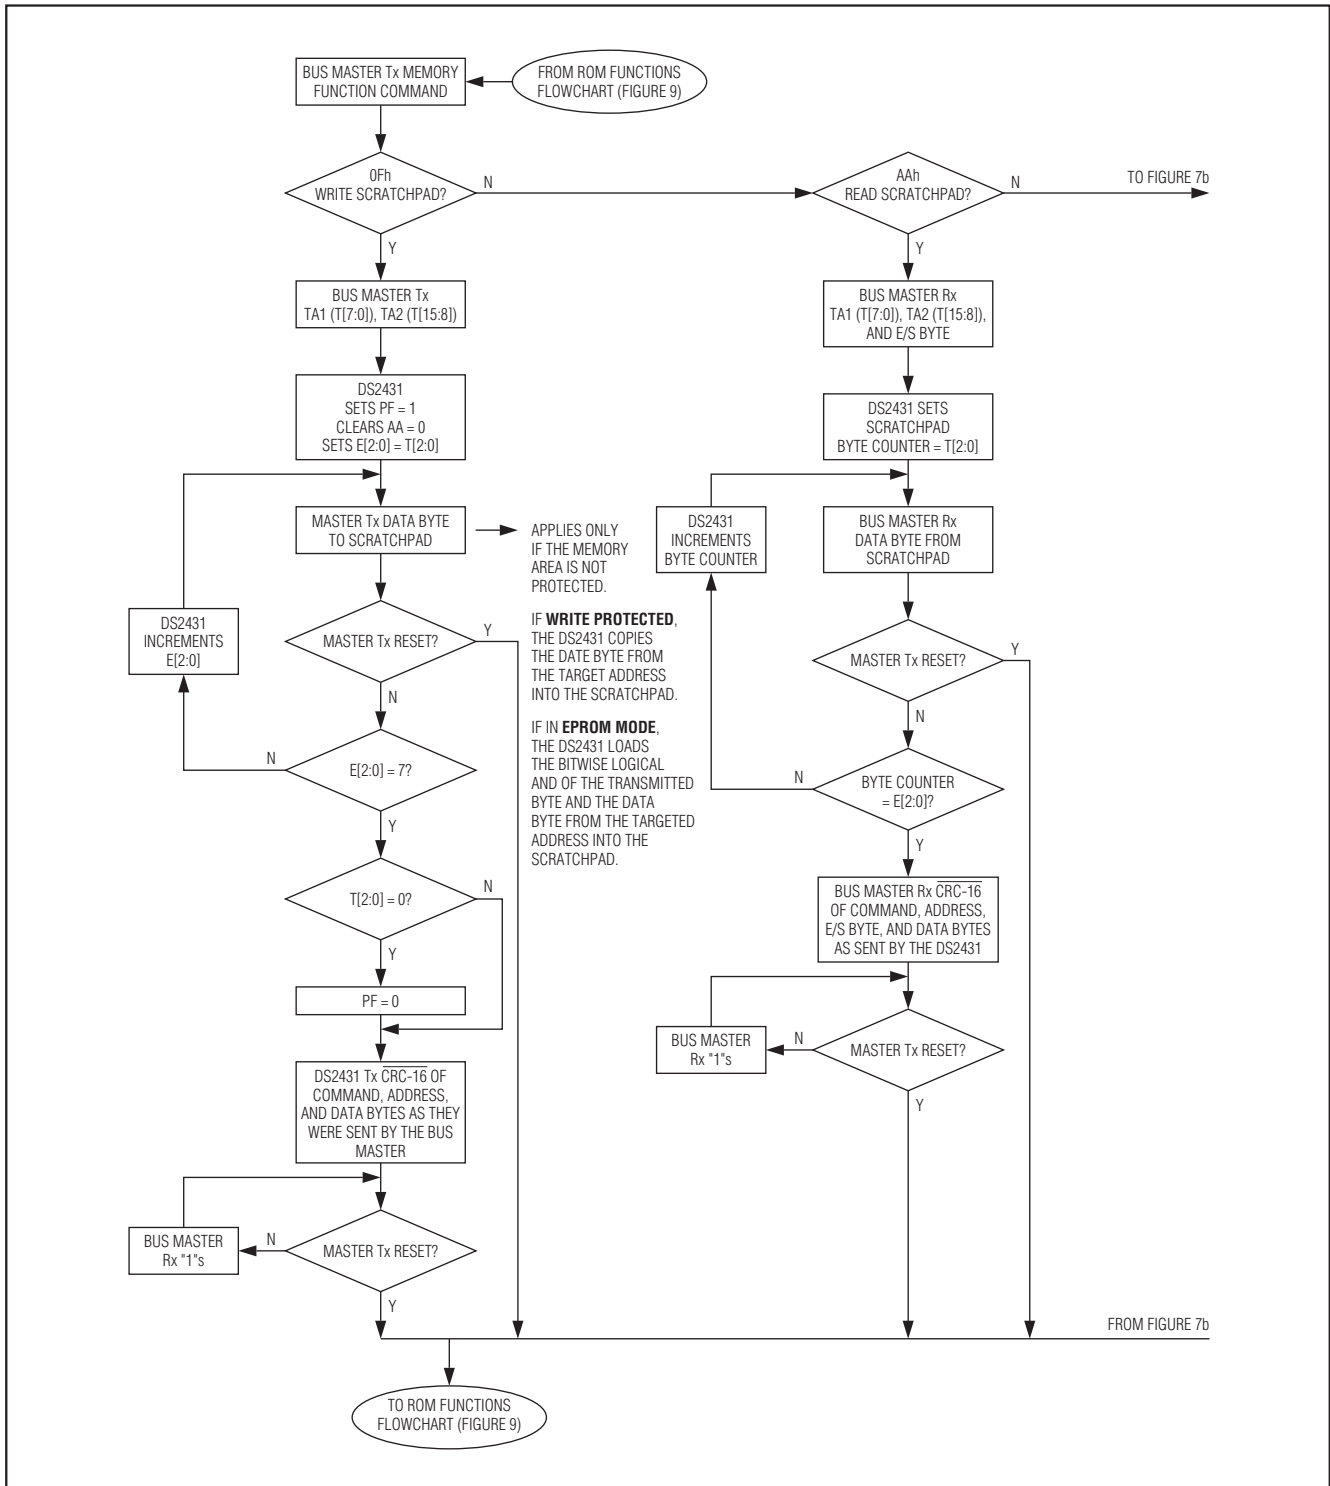 BUS MASTER Tx MEMORY
FUNCTION COMMAND
FROM ROM FUNCTIONS
FLOWCHART (FIGURE 9)
0Fh
WRITE SCRATCHPAD?
N
Y
AAh
READ SCRATCHPAD?
N
Y
TO FIGURE 7b
BUS MASTER Tx
TA1 (T[7:0]), TA2 (T[15:8])
DS2431
SETS PF = 1
CLEARS AA = 0
SETS E[2:0] = T[2:0]
MASTER Tx DATA BYTE
TO SCRATCHPAD
APPLIES ONLY
IF THE MEMORY
AREA IS NOT
PROTECTED.
IF WRITE PROTECTED,
THE DS2431 COPIES
THE DATE BYTE FROM
THE TARGET ADDRESS
INTO THE SCRATCHPAD.
IF IN EPROM MODE,
THE DS2431 LOADS
THE BITWISE LOGICAL
AND OF THE TRANSMITTED
BYTE AND THE DATA
BYTE FROM THE TARGETED
ADDRESS INTO THE
SCRATCHPAD.
DS2431
INCREMENTS
E[2:0]
MASTER Tx RESET?
Y
N
E[2:0] = 7?
N
Y
T[2:0] = 0?
N
Y
PF = 0
DS2431 Tx CRC-16 OF
COMMAND, ADDRESS,
AND DATA BYTES AS THEY
WERE SENT BY THE BUS
MASTER
BUS MASTER
Rx "1"s
N
MASTER Tx RESET?
Y
BUS MASTER Rx
TA1 (T[7:0]), TA2 (T[15:8]),
AND E/S BYTE
DS2431 SETS
SCRATCHPAD
BYTE COUNTER = T[2:0]
DS2431
INCREMENTS
BYTE COUNTER
BUS MASTER Rx
DATA BYTE FROM
SCRATCHPAD
MASTER Tx RESET?
Y
N
BYTE COUNTER
= E[2:0]?
N
Y
BUS MASTER Rx CRC-16
OF COMMAND, ADDRESS,
E/S BYTE, AND DATA BYTES
AS SENT BY THE DS2431
BUS MASTER
Rx "1"s
N
MASTER Tx RESET?
Y
FROM FIGURE 7b
TO ROM FUNCTIONS
FLOWCHART (FIGURE 9)